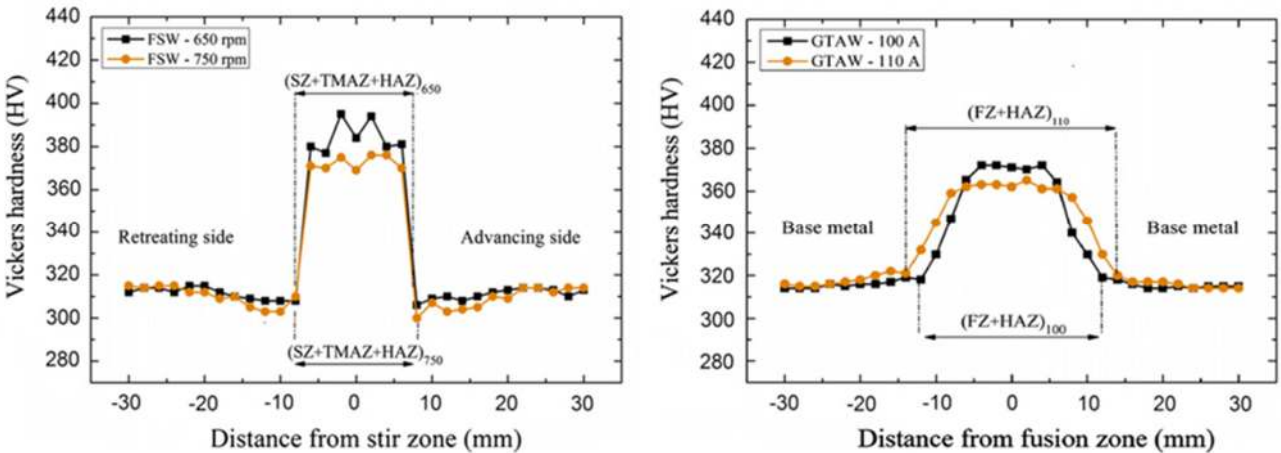 440
420
400
380
360
340
320
300
280
Vickers hardness (HV)
FSW - 650 rpm
FSW - 750 rpm
(SZ+TMAZ+HAZ)650
Retreating side
Advancing side
(SZ+TMAZ+HAZ)750
-30 -20 -10 0 10 20 30
Distance from stir zone (mm)
440
420
400
380
360
340
320
300
280
Vickers hardness (HV)
GTAW - 100 A
GTAW - 110 A
(FZ+HAZ)110
Base metal
Base metal
(FZ+HAZ)100
-30 -20 -10 0 10 20 30
Distance from fusion zone (mm)